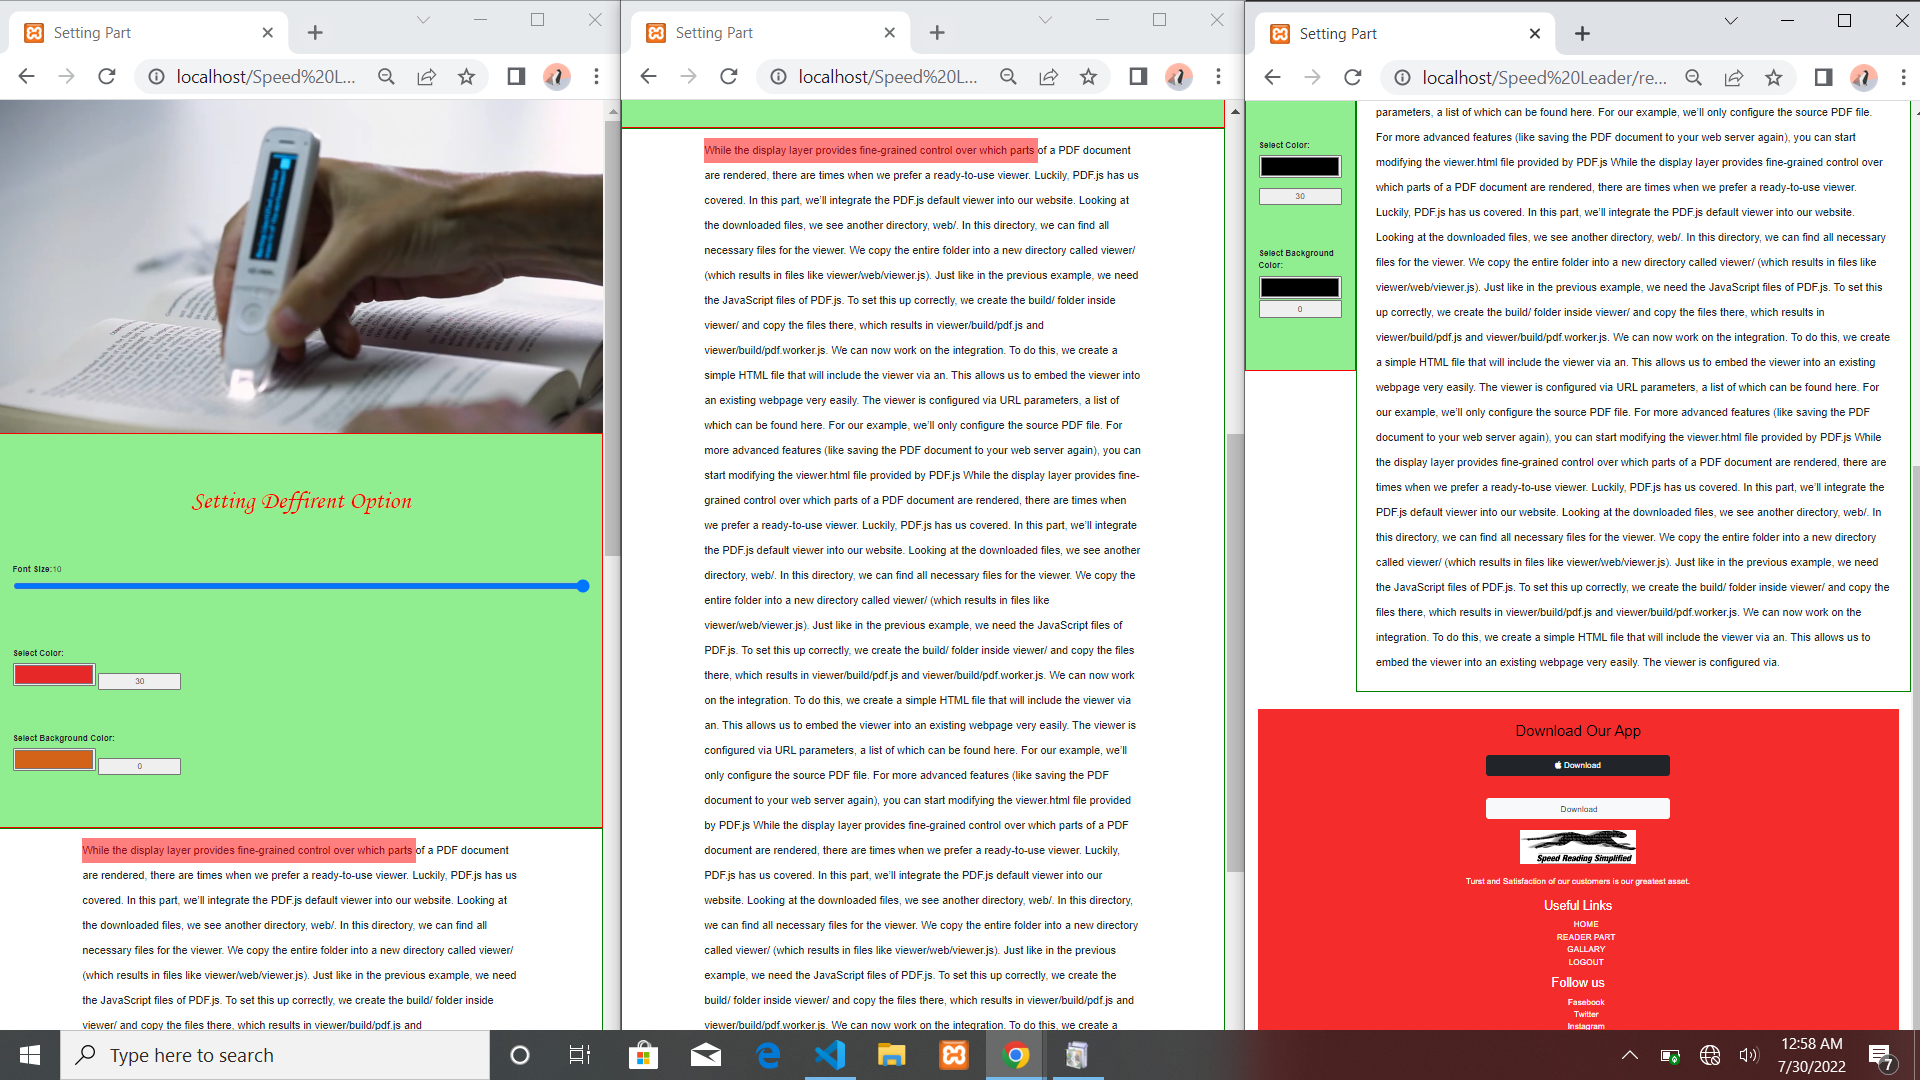 Setting Part
localhost/Speed%20L...
Setting Deffirent Option
Font Size:10
Select Color:
30
Select Background Color:
0
While the display layer provides fine-grained control over which parts of a PDF document
are rendered, there are times when we prefer a ready-to-use viewer. Luckily, PDF.js has us
covered. In this part, we'll integrate the PDF.js default viewer into our website. Looking at
the downloaded files, we see another directory, web/. In this directory, we can find all
necessary files for the viewer. We copy the entire folder into a new directory called viewer/
(which results in files like viewer/web/viewer.js). Just like in the previous example, we need
the JavaScript files of PDF.js. To set this up correctly, we create the build/ folder inside
viewer/ and copy the files there, which results in viewer/build/pdf.js and
Setting Part
localhost/Speed%20L...
While the display layer provides fine-grained control over which parts of a PDF document
are rendered, there are times when we prefer a ready-to-use viewer. Luckily, PDF.js has us
covered. In this part, we'll integrate the PDF.js default viewer into our website. Looking at
the downloaded files, we see another directory, web/. In this directory, we can find all
necessary files for the viewer. We copy the entire folder into a new directory called viewer/
(which results in files like viewer/web/viewer.js). Just like in the previous example, we need
the JavaScript files of PDF.js. To set this up correctly, we create the build/ folder inside
viewer/ and copy the files there, which results in viewer/build/pdf.js and
viewer/build/pdf.worker.js. We can now work on the integration. To do this, we create a
simple HTML file that will include the viewer via an. This allows us to embed the viewer into
an existing webpage very easily. The viewer is configured via URL parameters, a list of
which can be found here. For our example, we'll only configure the source PDF file. For
more advanced features (like saving the PDF document to your web server again), you can
start modifying the viewer.html file provided by PDF.js While the display layer provides fine-
grained control over which parts of a PDF document are rendered, there are times when
we prefer a ready-to-use viewer. Luckily, PDF.js has us covered. In this part, we'll integrate
the PDF.js default viewer into our website. Looking at the downloaded files, we see another
directory, web/. In this directory, we can find all necessary files for the viewer. We copy the
entire folder into a new directory called viewer/ (which results in files like
viewer/web/viewer.js). Just like in the previous example, we need the JavaScript files of
PDF.js. To set this up correctly, we create the build/ folder inside viewer/ and copy the files
there, which results in viewer/build/pdf.js and viewer/build/pdf.worker.js. We can now work
on the integration. To do this, we create a simple HTML file that will include the viewer via
an. This allows us to embed the viewer into an existing webpage very easily. The viewer is
configured via URL parameters, a list of which can be found here. For our example, we'll
only configure the source PDF file. For more advanced features (like saving the PDF
document to your web server again), you can start modifying the viewer.html file provided
by PDF.js While the display layer provides fine-grained control over which parts of a PDF
document are rendered, there are times when we prefer a ready-to-use viewer. Luckily,
PDF.js has us covered. In this part, we'll integrate the PDF.js default viewer into our
website. Looking at the downloaded files, we see another directory, web/. In this directory,
we can find all necessary files for the viewer. We copy the entire folder into a new directory
called viewer/ (which results in files like viewer/web/viewer.js). Just like in the previous
example, we need the JavaScript files of PDF.js. To set this up correctly, we create the
build/ folder inside viewer/ and copy the files there, which results in viewer/build/pdf.js and
viewer/build/pdf.worker.js. We can now work on the integration. To do this, we create a
Setting Part
localhost/Speed%20Leader/re...
Select Color:
30
Select Background
Color:
0
parameters, a list of which can be found here. For our example, we'll only configure the source PDF file.
For more advanced features (like saving the PDF document to your web server again), you can start
modifying the viewer.html file provided by PDF.js While the display layer provides fine-grained control over
which parts of a PDF document are rendered, there are times when we prefer a ready-to-use viewer.
Luckily, PDF.js has us covered. In this part, we'll integrate the PDF.js default viewer into our website.
Looking at the downloaded files, we see another directory, web/. In this directory, we can find all necessary
files for the viewer. We copy the entire folder into a new directory called viewer/ (which results in files like
viewer/web/viewer.js). Just like in the previous example, we need the JavaScript files of PDF.js. To set this
up correctly, we create the build/ folder inside viewer/ and copy the files there, which results in
viewer/build/pdf.js and viewer/build/pdf.worker.js. We can now work on the integration. To do this, we create
a simple HTML file that will include the viewer via an. This allows us to embed the viewer into an existing
webpage very easily. The viewer is configured via URL parameters, a list of which can be found here. For
our example, we'll only configure the source PDF file. For more advanced features (like saving the PDF
document to your web server again), you can start modifying the viewer.html file provided by PDF.js While
the display layer provides fine-grained control over which parts of a PDF document are rendered, there are
times when we prefer a ready-to-use viewer. Luckily, PDF.js has us covered. In this part, we'll integrate the
PDF.js default viewer into our website. Looking at the downloaded files, we see another directory, web/. In
this directory, we can find all necessary files for the viewer. We copy the entire folder into a new directory
called viewer/ (which results in files like viewer/web/viewer.js). Just like in the previous example, we need
the JavaScript files of PDF.js. To set this up correctly, we create the build/ folder inside viewer/ and copy the
files there, which results in viewer/build/pdf.js and viewer/build/pdf.worker.js. We can now work on the
integration. To do this, we create a simple HTML file that will include the viewer via an. This allows us to
embed the viewer into an existing webpage very easily. The viewer is configured via.
Download Our App
Download
Download
Speed Reading Simplified
Turst and Satisfaction of our customers is our greatest asset.
Useful Links
HOME
READER PART
GALLARY
LOGOUT
Follow us
Fasebook
Twitter
Instagram
Type here to search
12:58 AM
7/30/2022
7